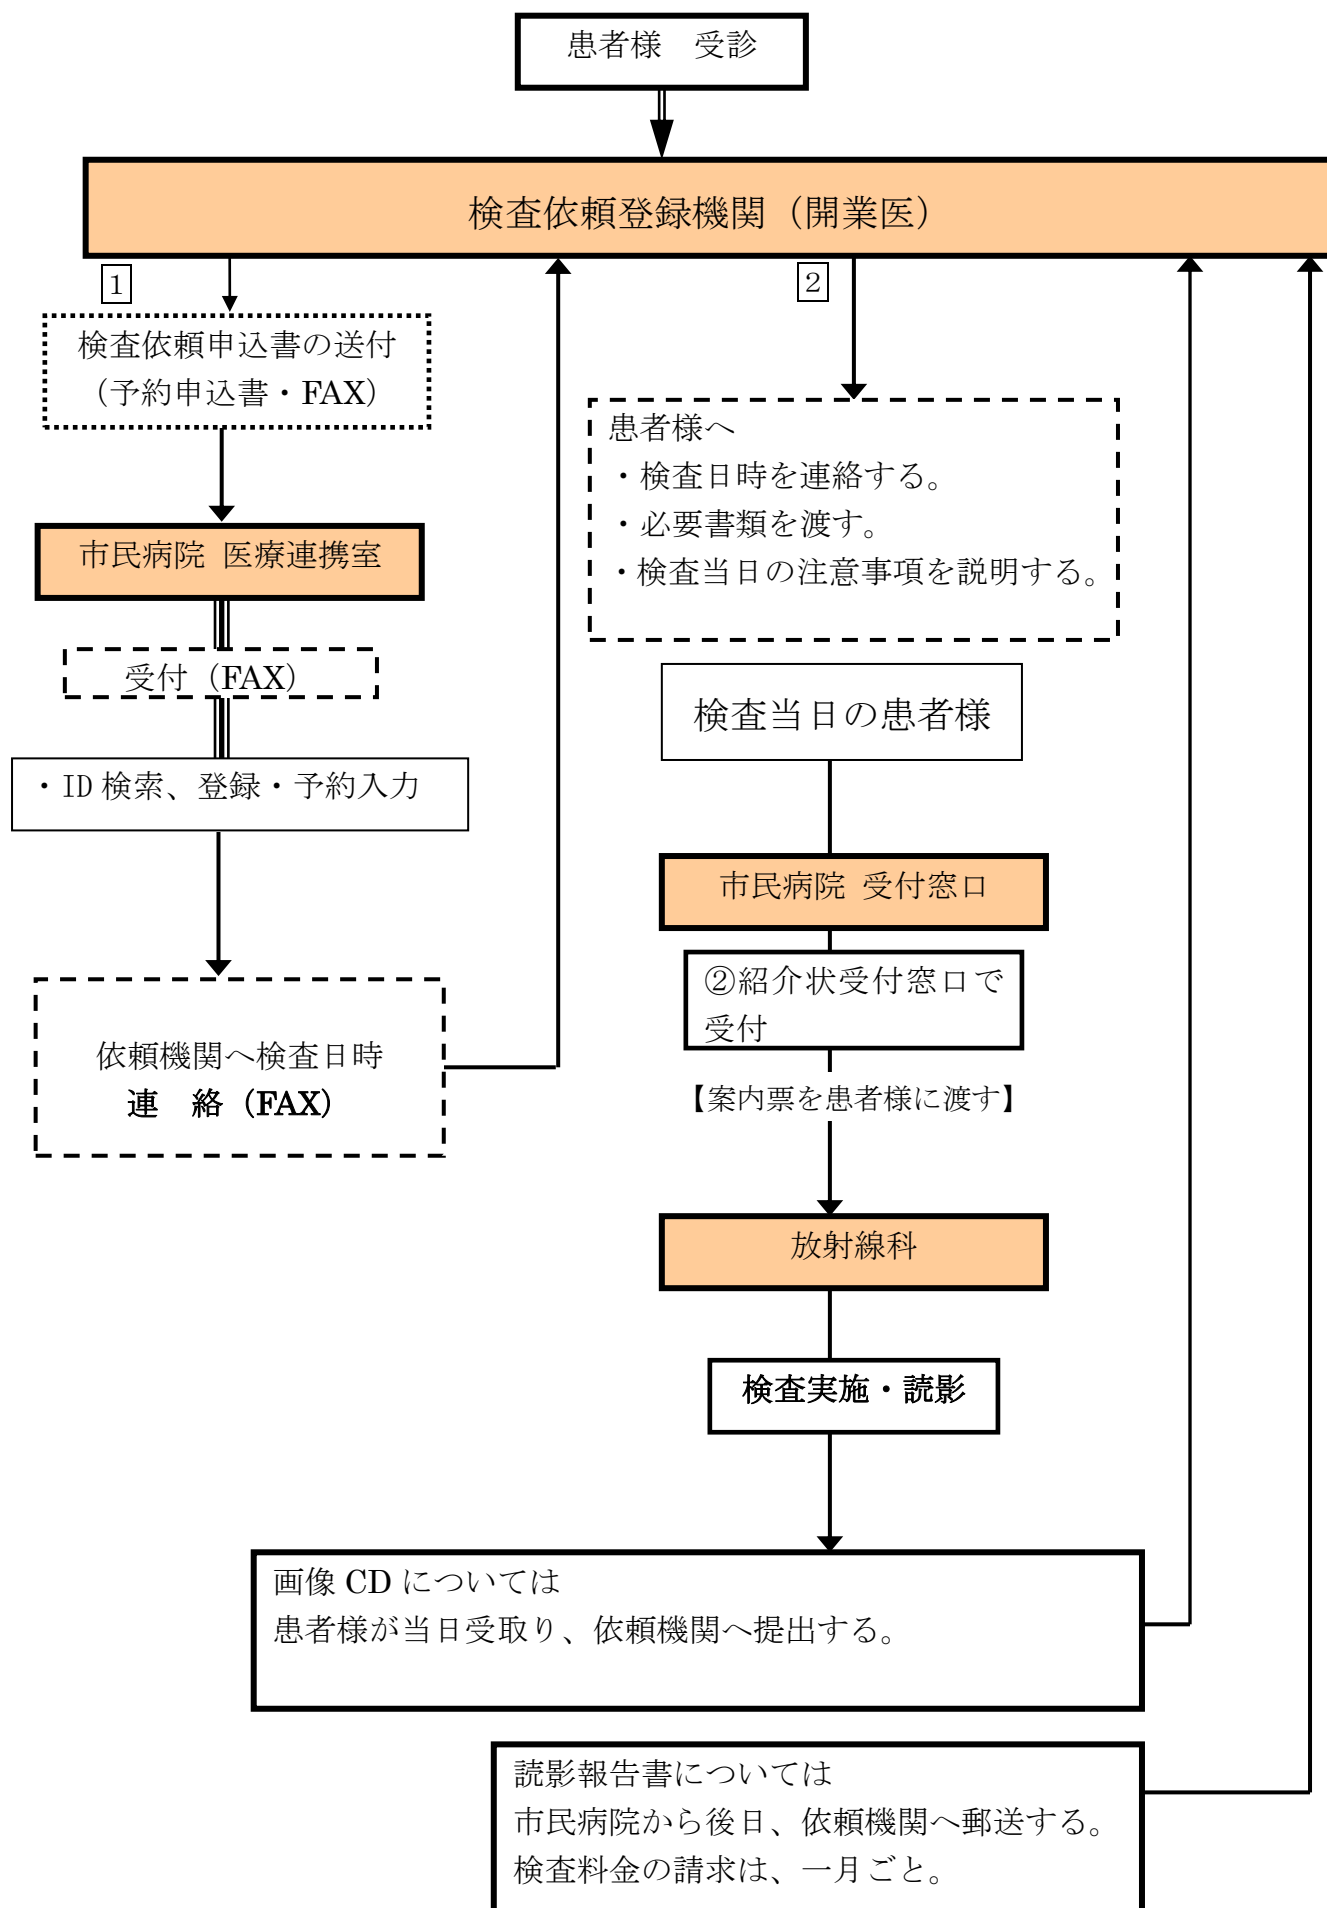 患者様　受診
検査依頼登録機関（開業医）
1
検査依頼申込書の送付
（予約申込書・FAX）
市民病院 医療連携室
受付（FAX）
・ID 検索、登録・予約入力
依頼機関へ検査日時
連　絡（FAX）
2
患者様へ
・検査日時を連絡する。
・必要書類を渡す。
・検査当日の注意事項を説明する。
検査当日の患者様
市民病院 受付窓口
②紹介状受付窓口で
受付
【案内票を患者様に渡す】
放射線科
検査実施・読影
画像 CD については
患者様が当日受取り、依頼機関へ提出する。
読影報告書については
市民病院から後日、依頼機関へ郵送する。
検査料金の請求は、一月ごと。